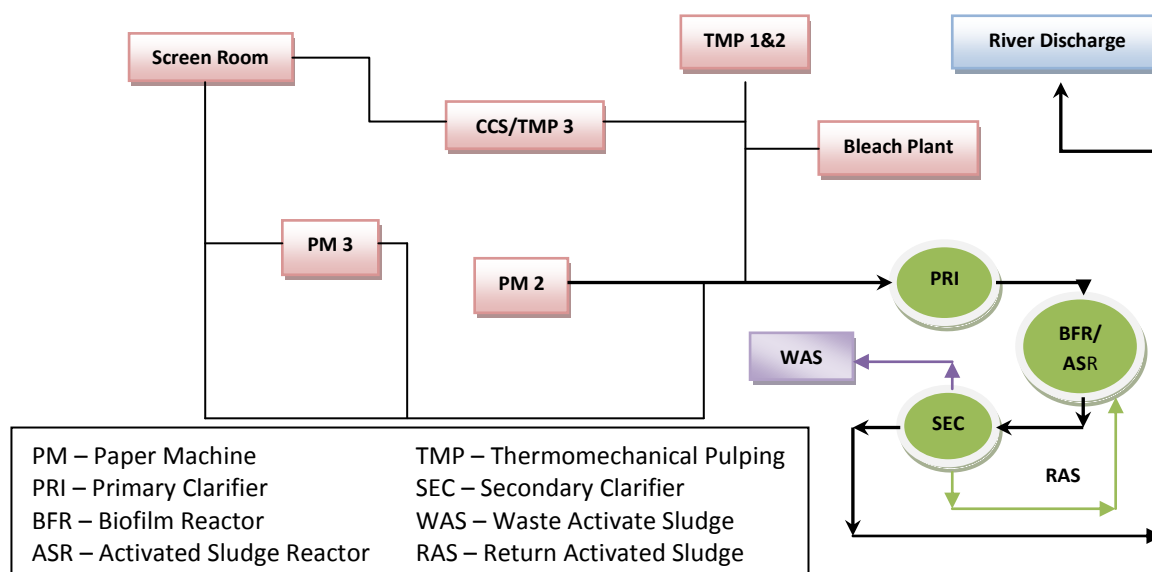 TMP 1&2
River Discharge
Screen Room
CCS/TMP 3
Bleach Plant
PM 3
PM 2
PRI
BFR/
ASR
WAS
SEC
RAS
PM – Paper Machine
PRI – Primary Clarifier
BFR – Biofilm Reactor
ASR – Activated Sludge Reactor
TMP – Thermomechanical Pulping
SEC – Secondary Clarifier
WAS – Waste Activate Sludge
RAS – Return Activated Sludge